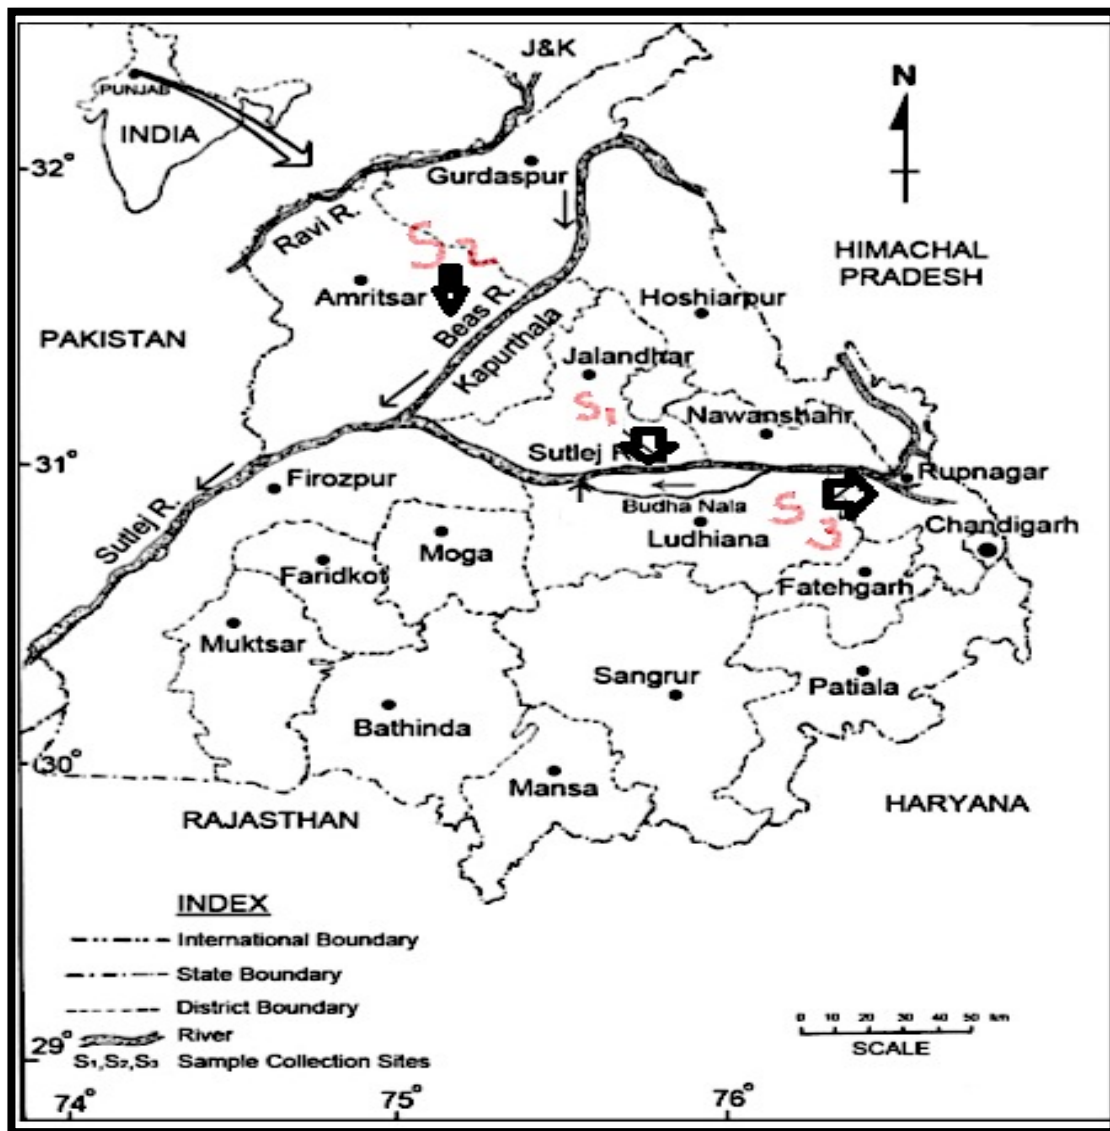 J&K
N
PUNJAB
INDIA
32°
Gurdaspur
Ravi R.
S2
HIMACHAL
PRADESH
Amritsar
Hoshiarpur
Beas R.
PAKISTAN
Kapurthala
Jalandhar
S1
Nawanshahr
Sutlej R
31°
Rupnagar
Firozpur
Budha Nala
S3
Sutlej R.
Chandigarh
Ludhiana
Moga
Faridkot
Fatehgarh
Muktsar
Sangrur
Patiala
Bathinda
30°
Mansa
HARYANA
RAJASTHAN
INDEX
International Boundary
State Boundary
District Boundary
River
S1,S2,S3 Sample Collection Sites
0 10 20 30 40 50 km
SCALE
29°
74° 75° 76°